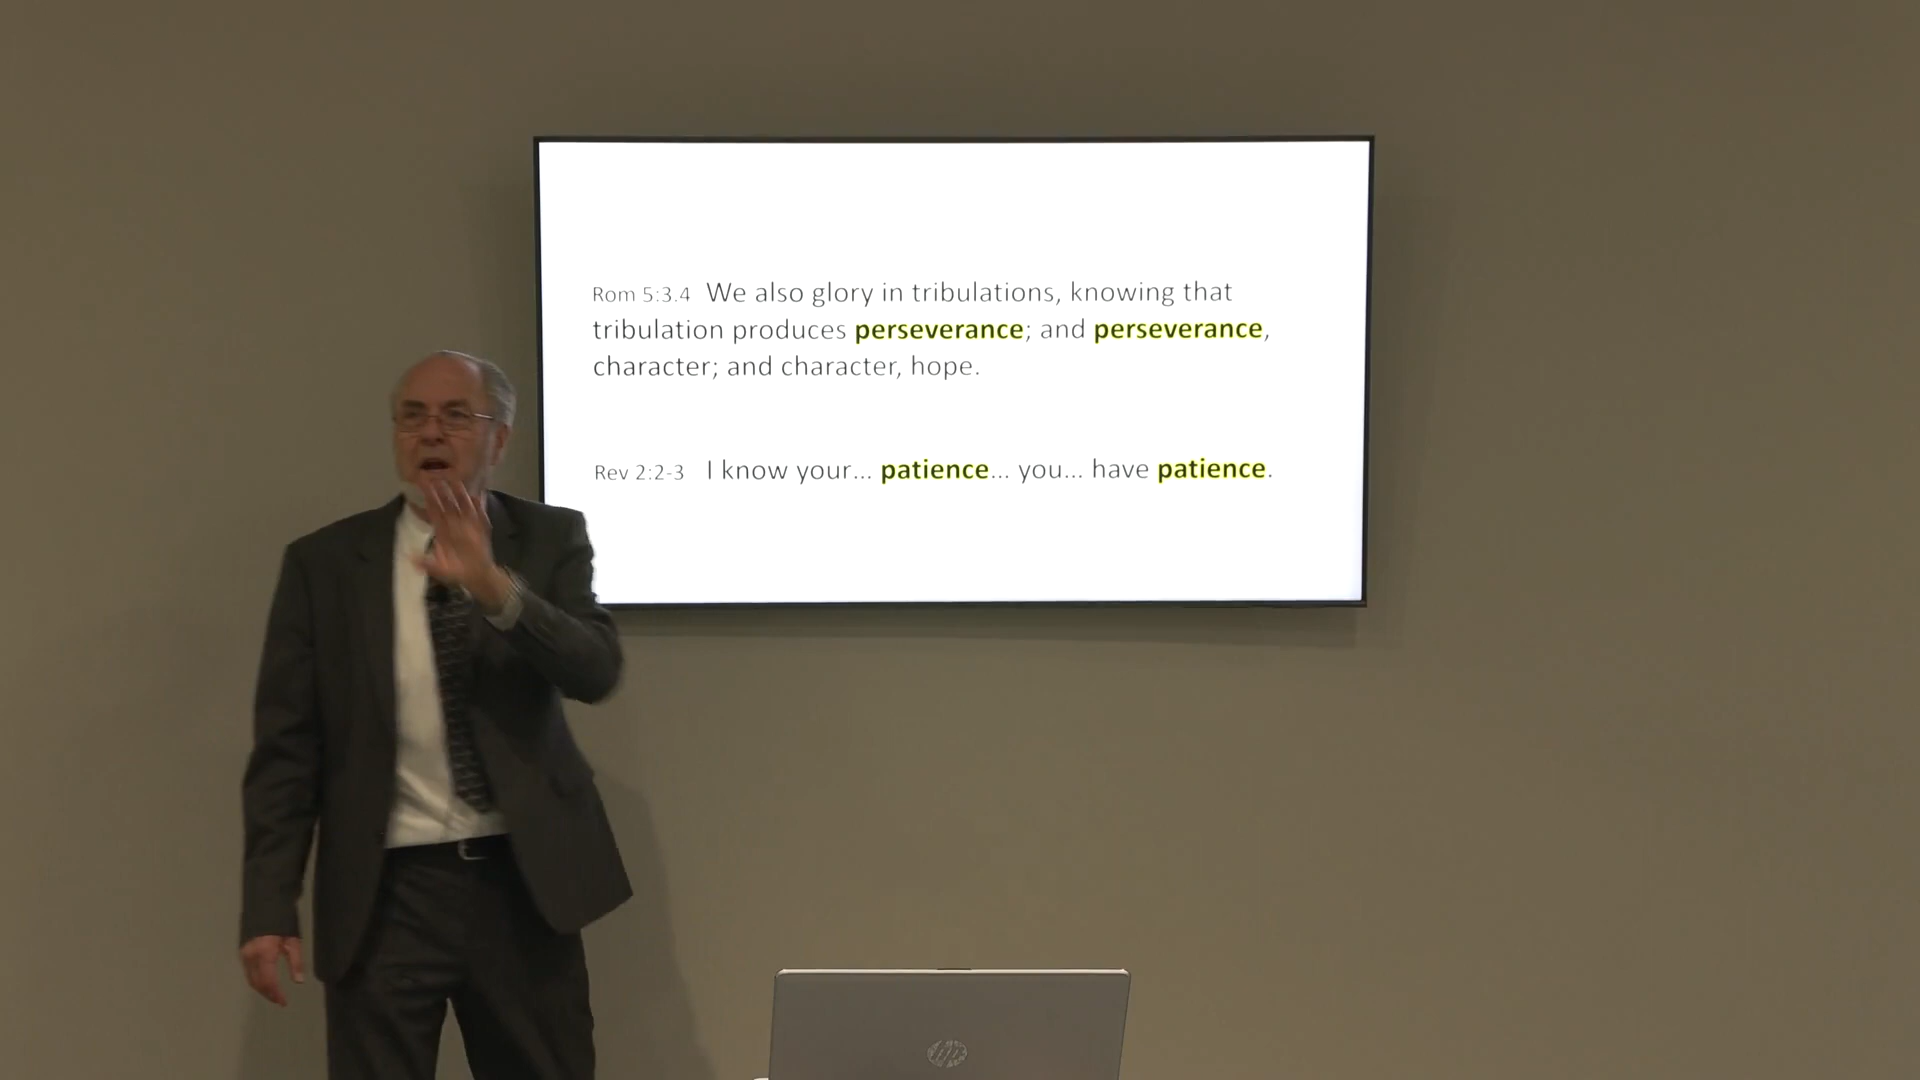 Rom 5:3.4 We also glory in tribulations, knowing that
tribulation produces perseverance; and perseverance,
character; and character, hope.
Rev 2:2-3 I know your... patience... you... have patience.
hp